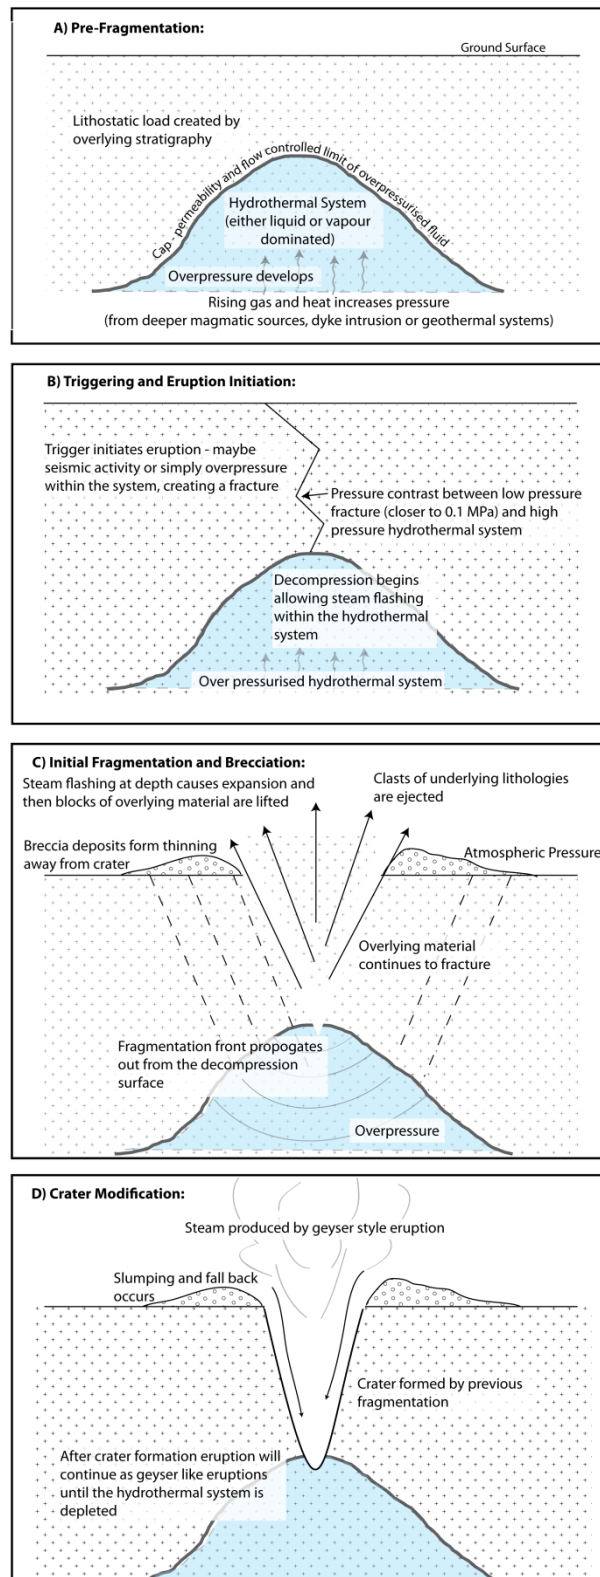 A) Pre-Fragmentation:
Ground Surface
Lithostatic load created by
overlying stratigraphy
Cap - permeability and flow controlled limit of overpressurised fluid
Hydrothermal System
(either liquid or vapour
dominated)
Overpressure develops
Rising gas and heat increases pressure
(from deeper magmatic sources, dyke intrusion or geothermal systems)
B) Triggering and Eruption Initiation:
Trigger initiates eruption - maybe
seismic activity or simply overpressure
within the system, creating a fracture
Pressure contrast between low pressure
fracture (closer to 0.1 MPa) and high
pressure hydrothermal system
Decompression begins
allowing steam flashing
within the hydrothermal
system
Over pressurised hydrothermal system
C) Initial Fragmentation and Brecciation:
Steam flashing at depth causes expansion and
then blocks of overlying material are lifted
Clasts of underlying lithologies
are ejected
Breccia deposits form thinning
away from crater
Atmospheric Pressure
Overlying material
continues to fracture
Fragmentation front propogates
out from the decompression
surface
Overpressure
D) Crater Modification:
Steam produced by geyser style eruption
Slumping and fall back
occurs
Crater formed by previous
fragmentation
After crater formation eruption will
continue as geyser like eruptions
until the hydrothermal system is
depleted